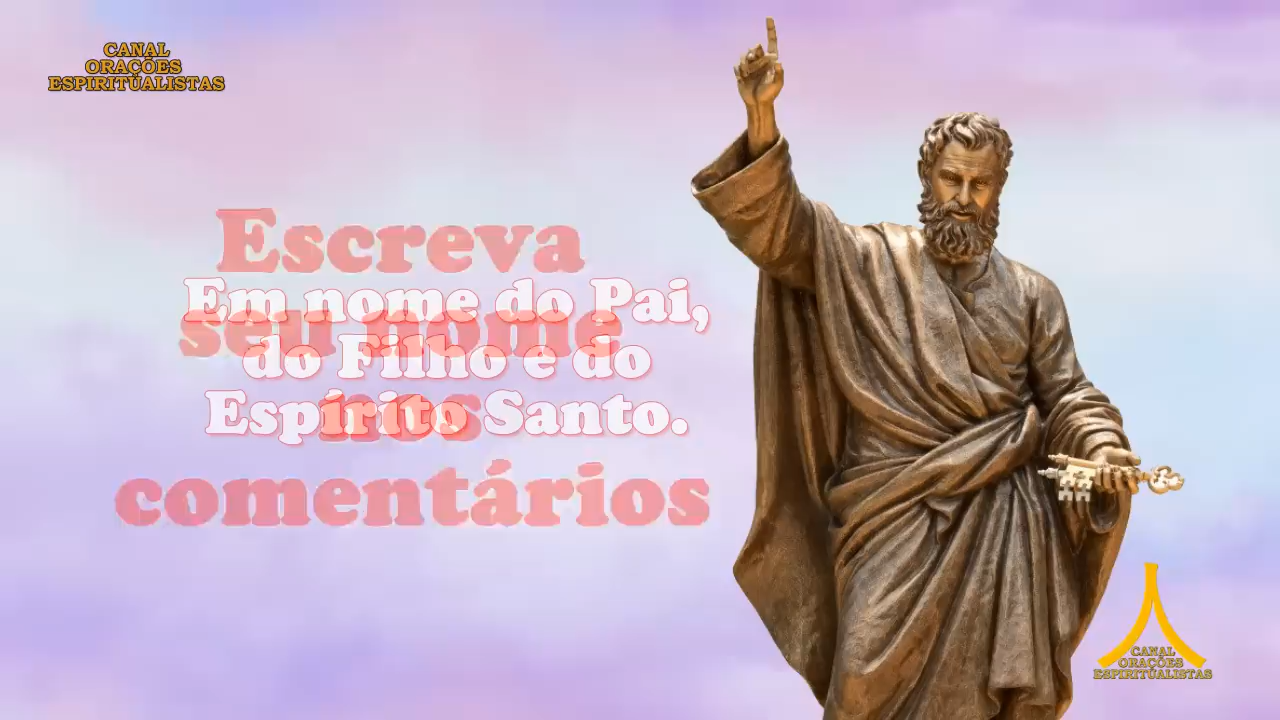 CANAL
ORAÇÕES
ESPIRITUALISTAS
Escreva
seu nome
nos
comentários
Em nome do Pai,
do Filho e do
Espírito Santo.
CANAL
ORAÇÕES
ESPIRITUALISTAS